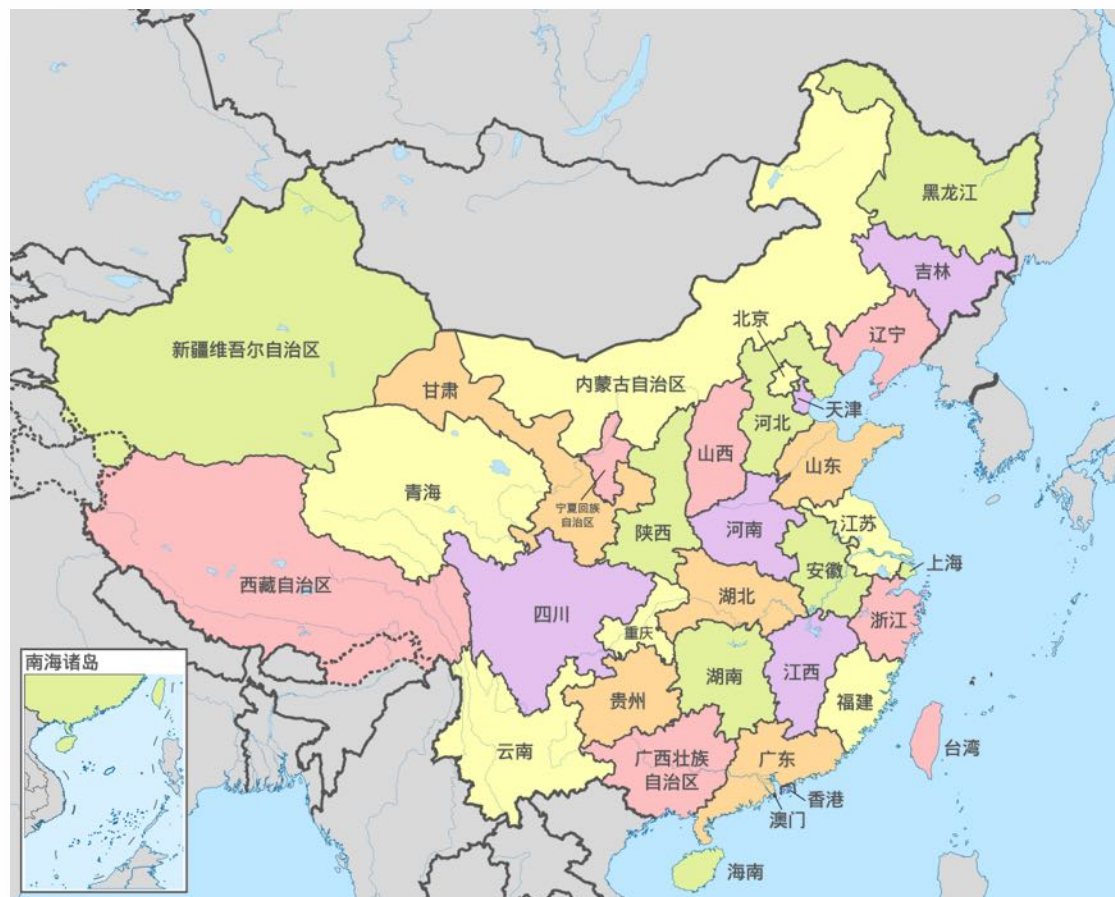 黑龙江
吉林
辽宁
北京
新疆维吾尔自治区
内蒙古自治区
甘肃
天津
河北
山西
山东
青海
宁夏回族
自治区
陕西
河南
江苏
上海
安徽
西藏自治区
四川
湖北
浙江
重庆
南海诸岛
湖南
江西
贵州
福建
云南
广西壮族
自治区
广东
台湾
香港
澳门
海南